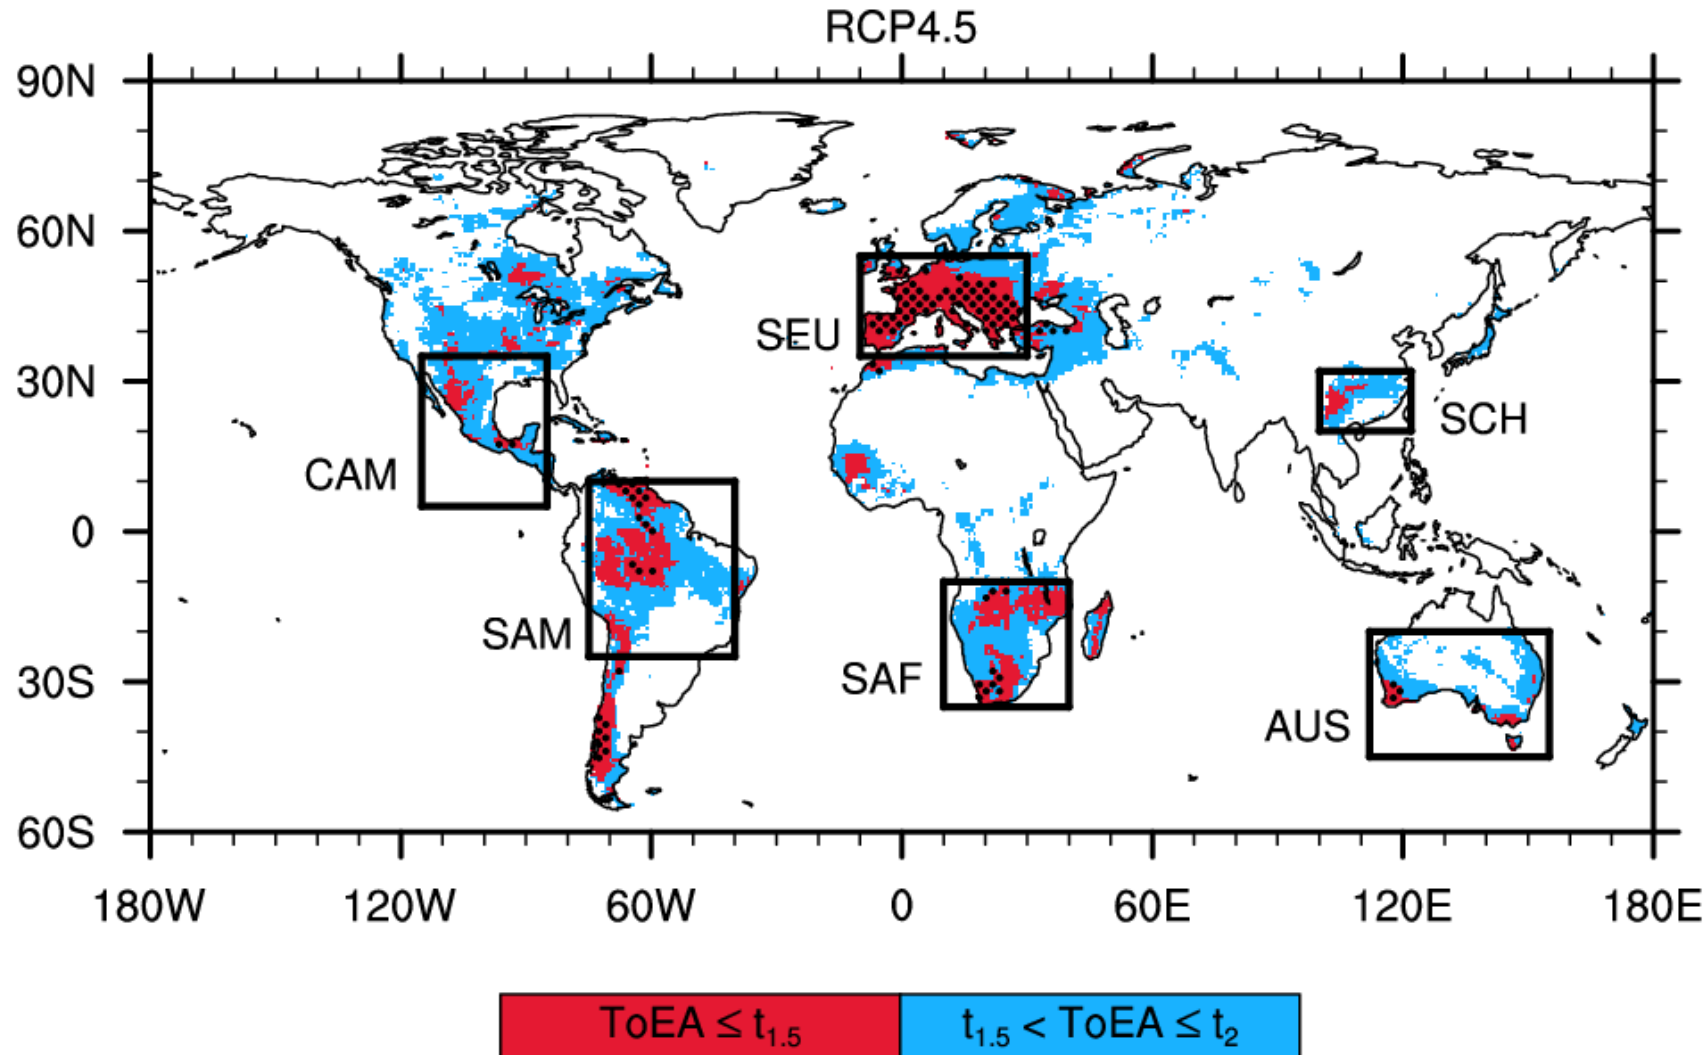 RCP4.5
90N
60N
30N
0
30S
60S
SEU
SCH
CAM
SAM
SAF
AUS
180W 120W 60W 0 60E 120E 180E
ToEA ≤ t1.5 t1.5 < ToEA ≤ t2